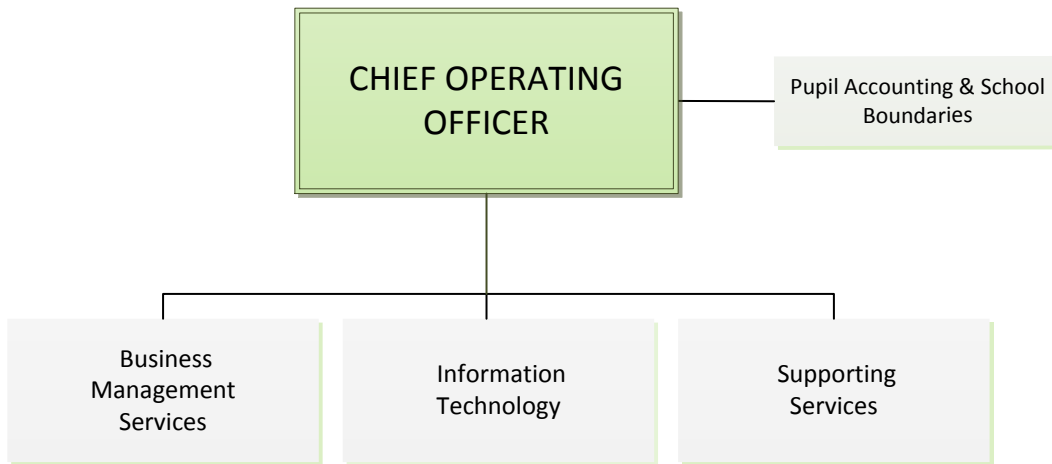 CHIEF OPERATING
OFFICER
Pupil Accounting & School
Boundaries
Business
Management
Services
Information
Technology
Supporting
Services